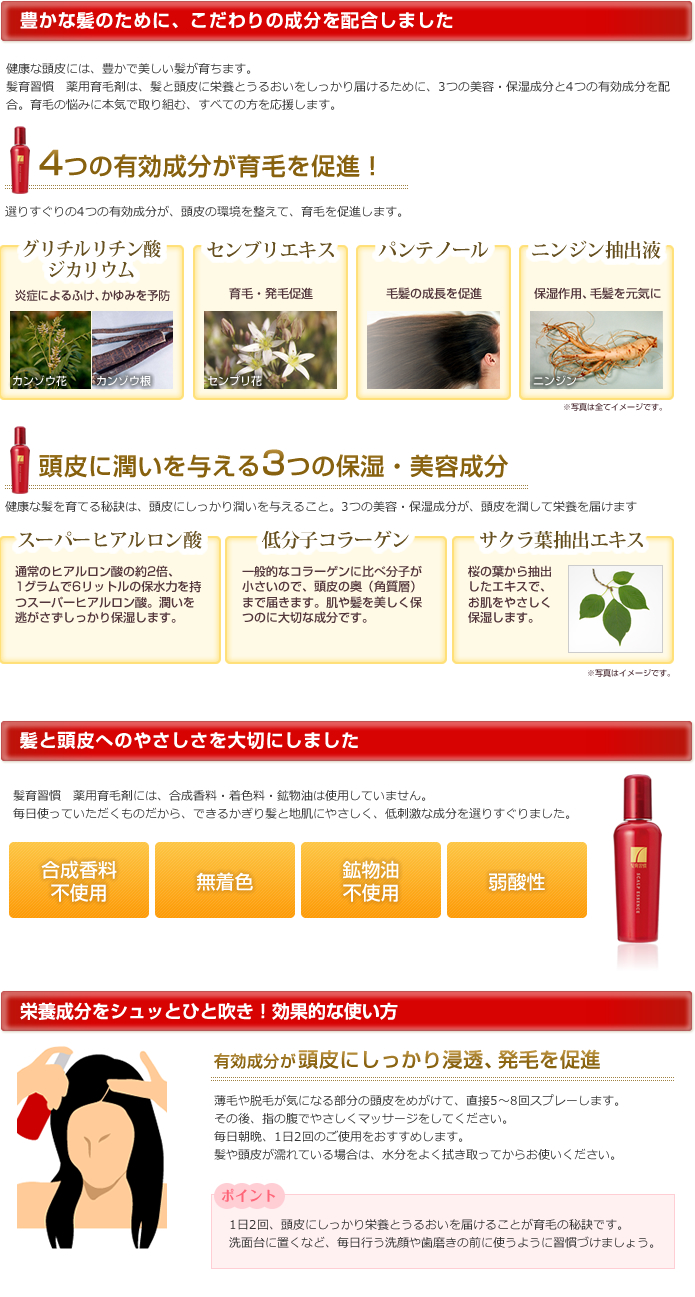 豊かな髪のために、こだわりの成分を配合しました
健康な頭皮には、豊かで美しい髪が育ちます。
髪育習慣　薬用育毛剤は、髪と頭皮に栄養とうるおいをしっかり届けるために、3つの美容・保湿成分と4つの有効成分を配
合。育毛の悩みに本気で取り組む、すべての方を応援します。
4つの有効成分が育毛を促進！
選りすぐりの4つの有効成分が、頭皮の環境を整えて、育毛を促進します。
グリチルリチン酸
ジカリウム
炎症によるふけ、かゆみを予防
カンゾウ花
カンゾウ根
センブリエキス
育毛・発毛促進
センブリ花
パンテノール
毛髪の成長を促進
ニンジン抽出液
保湿作用、毛髪を元気に
ニンジン
※写真は全てイメージです。
頭皮に潤いを与える3つの保湿・美容成分
健康な髪を育てる秘訣は、頭皮にしっかり潤いを与えること。3つの美容・保湿成分が、頭皮を潤して栄養を届けます
スーパーヒアルロン酸
通常のヒアルロン酸の約2倍、
1グラムで6リットルの保水力を持
つスーパーヒアルロン酸。潤いを
逃がさずしっかり保湿します。
低分子コラーゲン
一般的なコラーゲンに比べ分子が
小さいので、頭皮の奥（角質層）
まで届きます。肌や髪を美しく保
つのに大切な成分です。
サクラ葉抽出エキス
桜の葉から抽出
したエキスで、
お肌をやさしく
保湿します。
※写真はイメージです。
髪と頭皮へのやさしさを大切にしました
髪育習慣　薬用育毛剤には、合成香料・着色料・鉱物油は使用していません。
毎日使っていただくものだから、できるかぎり髪と地肌にやさしく、低刺激な成分を選りすぐりました。
合成香料
不使用
無着色
鉱物油
不使用
弱酸性
髪育習慣
SCALP ESSENCE
栄養成分をシュッとひと吹き！効果的な使い方
有効成分が頭皮にしっかり浸透、発毛を促進
薄毛や脱毛が気になる部分の頭皮をめがけて、直接5～8回スプレーします。
その後、指の腹でやさしくマッサージをしてください。
毎日朝晩、1日2回のご使用をおすすめします。
髪や頭皮が濡れている場合は、水分をよく拭き取ってからお使いください。
ポイント
1日2回、頭皮にしっかり栄養とうるおいを届けることが育毛の秘訣です。
洗面台に置くなど、毎日行う洗顔や歯磨きの前に使うように習慣づけましょう。